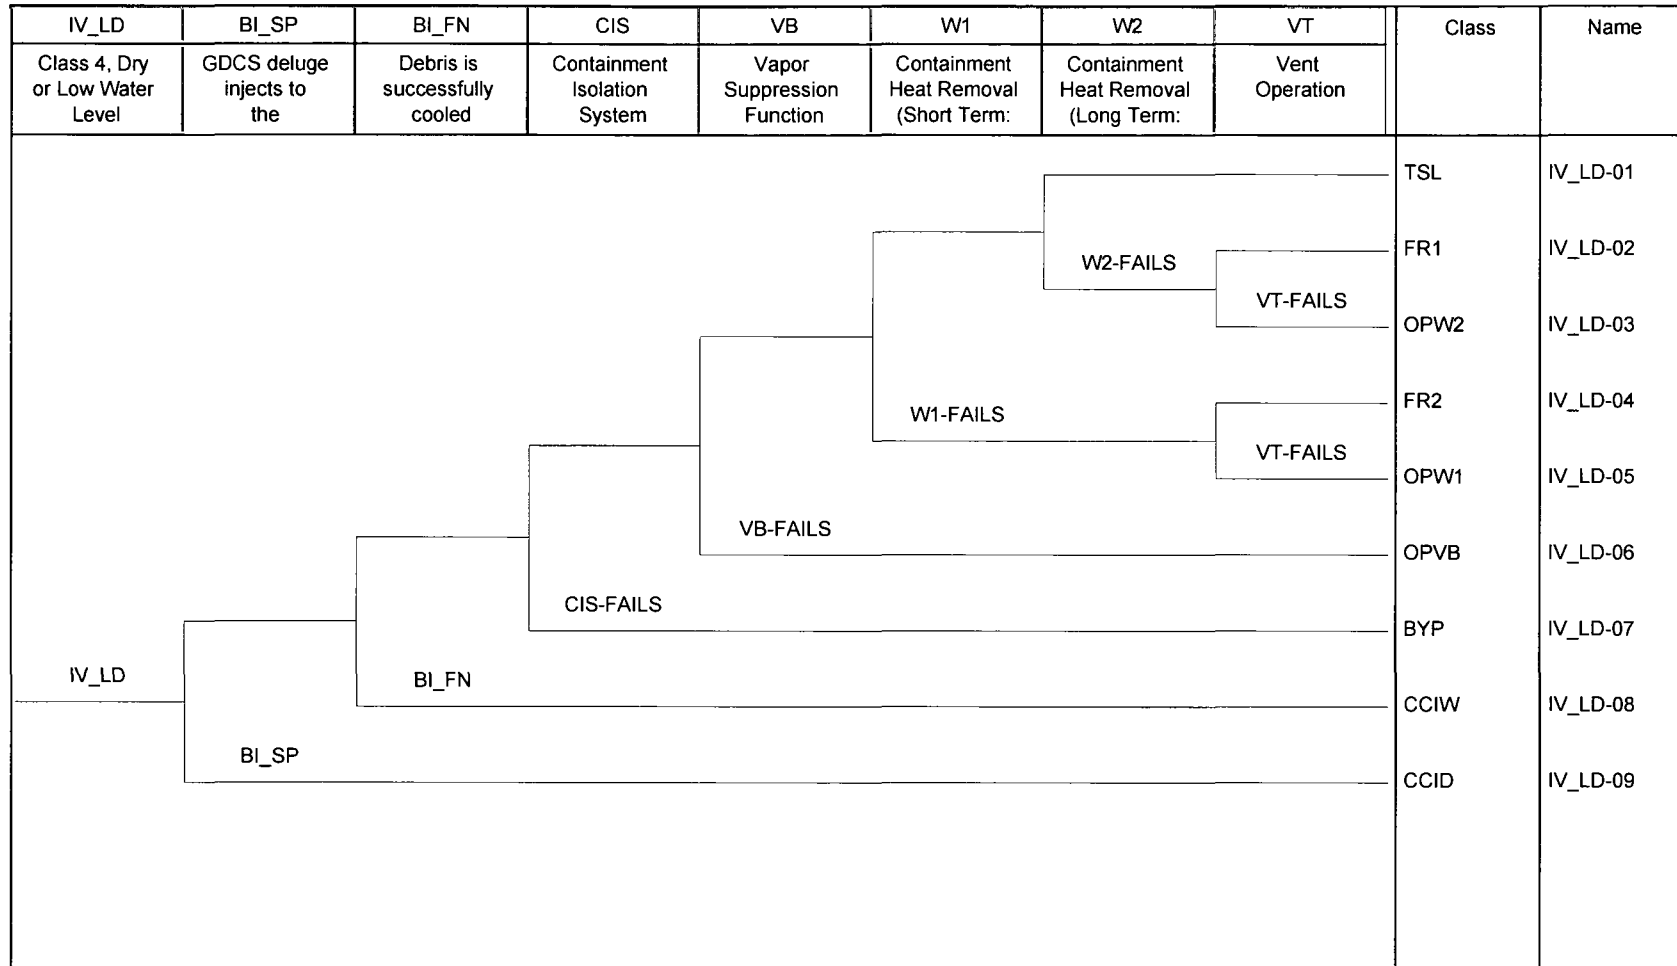 IV_LD BI_SP BI_FN CIS VB W1 W2 VT Class Name
Class 4, Dry or Low Water Level
GDCS deluge injects to the
Debris is successfully cooled
Containment Isolation System
Vapor Suppression Function
Containment Heat Removal (Short Term:
Containment Heat Removal (Long Term:
Vent Operation
TSL IV_LD-01
FR1 IV_LD-02
W2-FAILS
VT-FAILS
OPW2 IV_LD-03
FR2 IV_LD-04
W1-FAILS
VT-FAILS
OPW1 IV_LD-05
VB-FAILS
OPVB IV_LD-06
CIS-FAILS
BYP IV_LD-07
IV_LD
BI_FN
CCIW IV_LD-08
BI_SP
CCID IV_LD-09